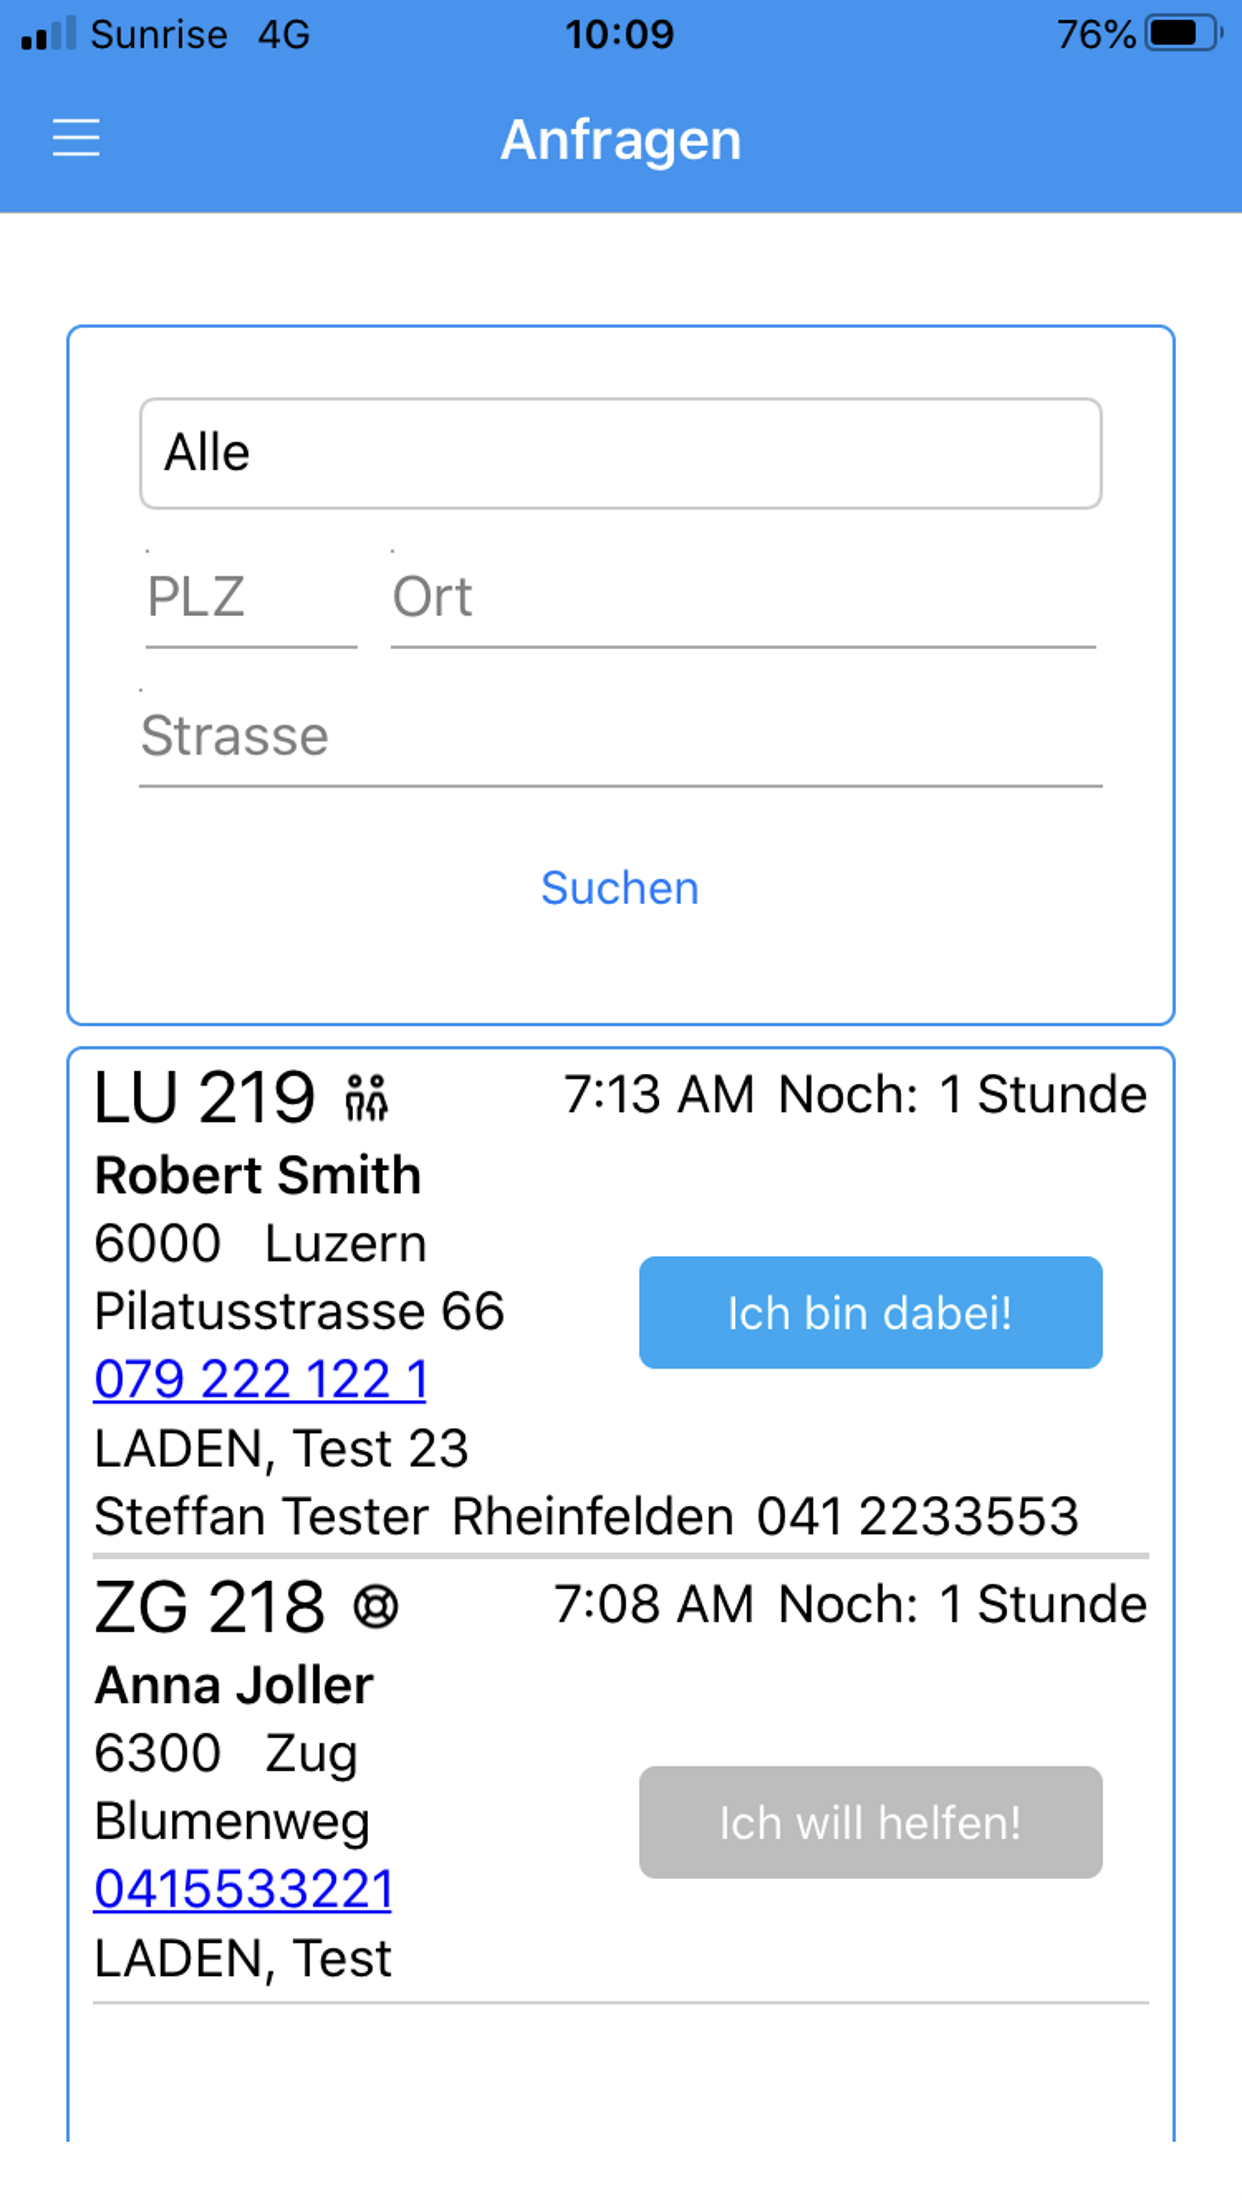 Sunrise 4G 10:09 76%
Anfragen
Alle
PLZ Ort
Strasse
Suchen
LU 219 7:13 AM Noch: 1 Stunde
Robert Smith
6000 Luzern
Pilatusstrasse 66
Ich bin dabei!
079 222 122 1
LADEN, Test 23
Steffan Tester Rheinfelden 041 2233553
ZG 218 7:08 AM Noch: 1 Stunde
Anna Joller
6300 Zug
Blumenweg
Ich will helfen!
0415533221
LADEN, Test